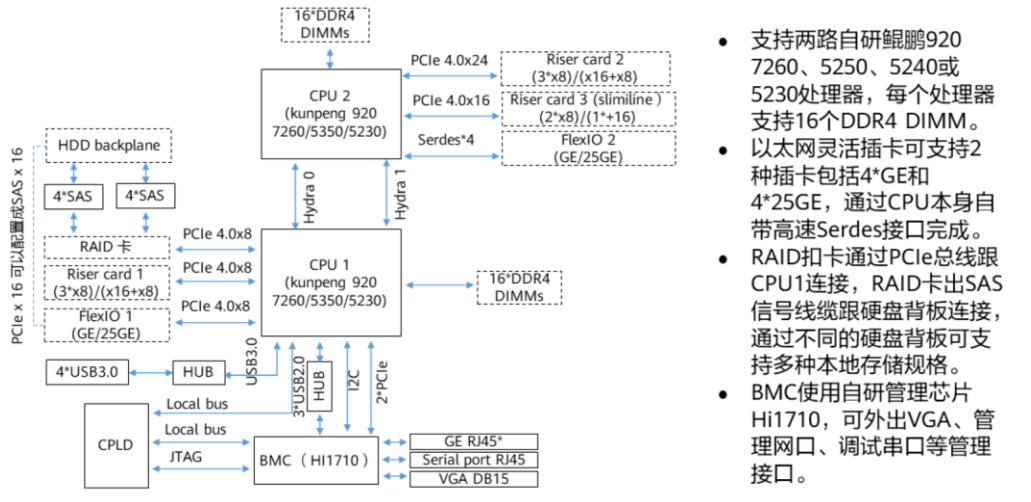 16*DDR4
DIMMs
CPU 2
(kunpeng 920
7260/5350/5230)
PCIe 4.0x24
Riser card 2
(3*x8)/(x16+x8)
PCIe 4.0x16
Riser card 3 (slimiline )
(2*x8)/(1*+16)
Serdes*4
FlexIO 2
(GE/25GE)
HDD backplane
4*SAS
4*SAS
RAID 卡
Riser card 1
(3*x8)/(x16+x8)
FlexIO 1
(GE/25GE)
PCIe x 16 可以配置成SAS x 16
Hydra 0
Hydra 1
PCIe 4.0x8
PCIe 4.0x8
PCIe 4.0x8
CPU 1
(kunpeng 920
7260/5350/5230)
16*DDR4
DIMMs
4*USB3.0
HUB
USB3.0
3*USB2.0
HUB
I2C
2*PCIe
Local bus
Local bus
JTAG
CPLD
BMC（HI1710）
GE RJ45*
Serial port RJ45
VGA DB15
• 支持两路自研鲲鹏920
7260、5250、5240或
5230处理器，每个处理器
支持16个DDR4 DIMM。
• 以太网灵活插卡可支持2
种插卡包括4*GE和
4*25GE，通过CPU本身自
带高速Serdes接口完成。
• RAID扣卡通过PCIe总线跟
CPU1连接，RAID卡出SAS
信号线缆跟硬盘背板连接，
通过不同的硬盘背板可支
持多种本地存储规格。
• BMC使用自研管理芯片
Hi1710，可外出VGA、管
理网口、调试串口等管理
接口。